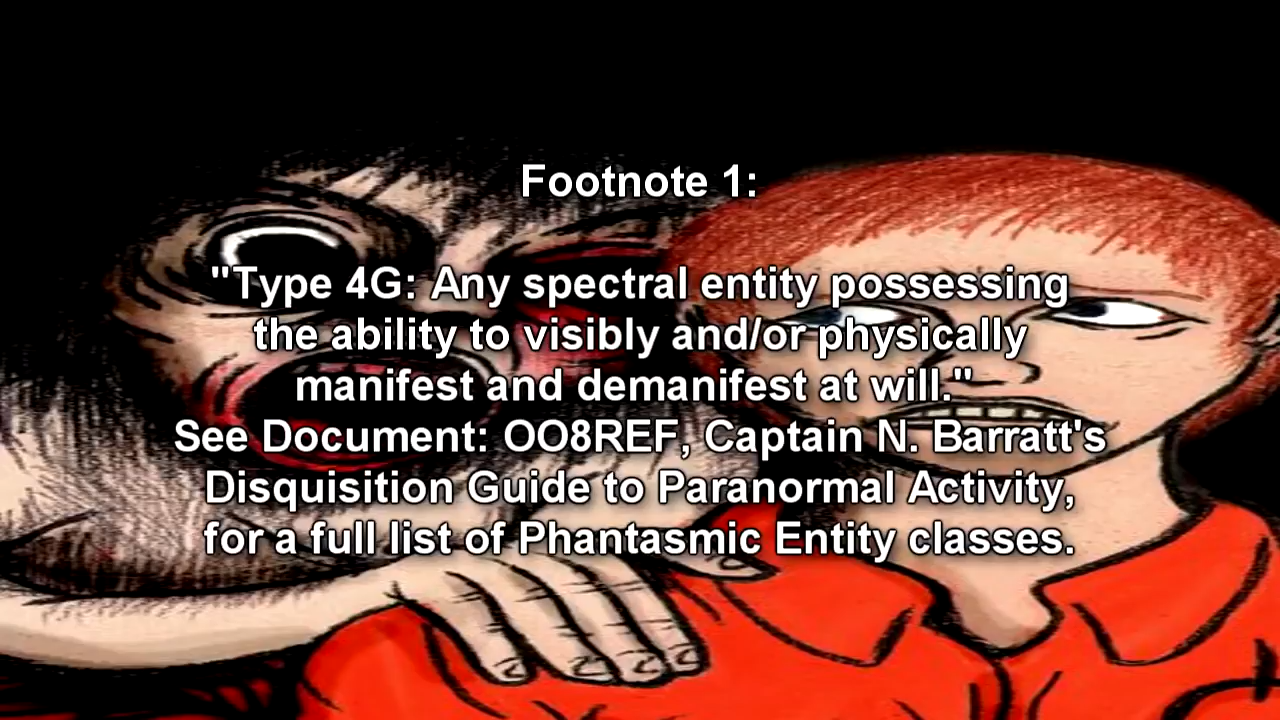 Footnote 1:
"Type 4G: Any spectral entity possessing
the ability to visibly and/or physically
manifest and demanifest at will."
See Document: OO8REF, Captain N. Barratt's
Disquisition Guide to Paranormal Activity,
for a full list of Phantasmic Entity classes.